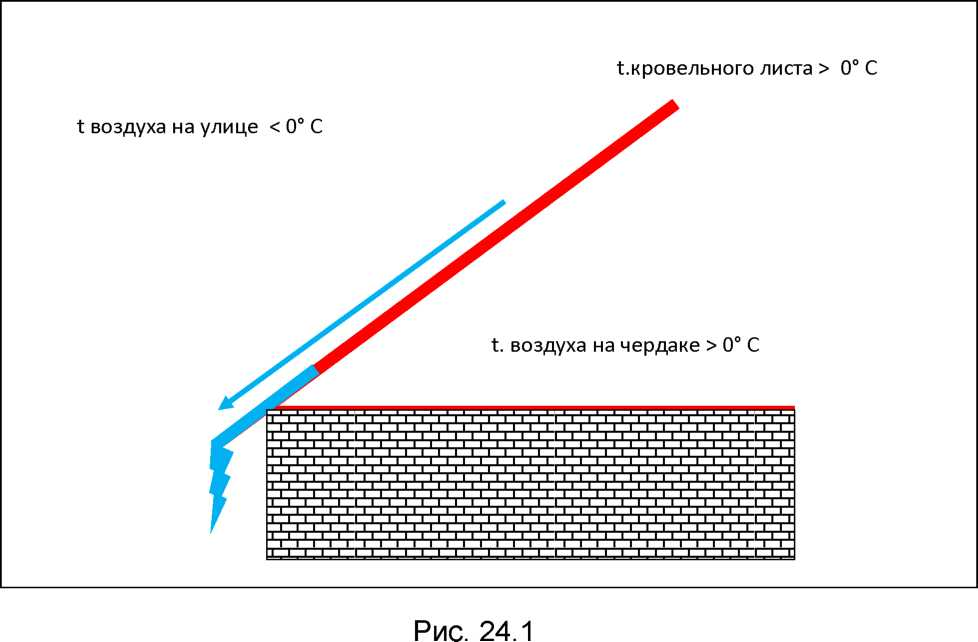 t.кровельного листа > 0° С
t воздуха на улице < 0° С
t. воздуха на чердаке > 0° С
Рис. 24.1